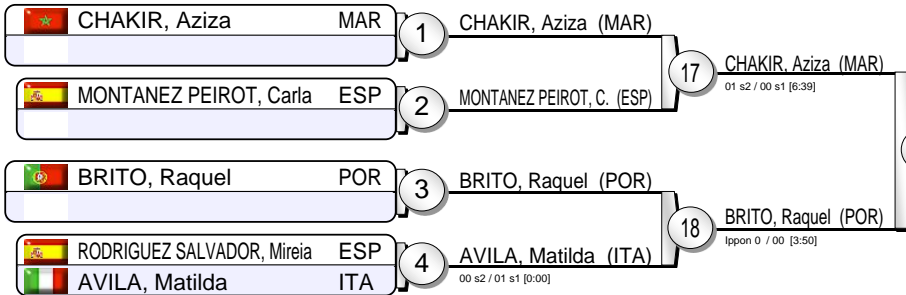 CHAKIR, Aziza MAR
1
CHAKIR, Aziza (MAR)
17
CHAKIR, Aziza (MAR)
01 s2 / 00 s1 [6:39]
MONTANEZ PEIROT, Carla ESP
2
MONTANEZ PEIROT, C. (ESP)
BRITO, Raquel POR
3
BRITO, Raquel (POR)
18
BRITO, Raquel (POR)
Ippon 0 / 00 [3:50]
RODRIGUEZ SALVADOR, Mireia ESP
4
AVILA, Matilda (ITA)
00 s2 / 01 s1 [0:00]
AVILA, Matilda ITA